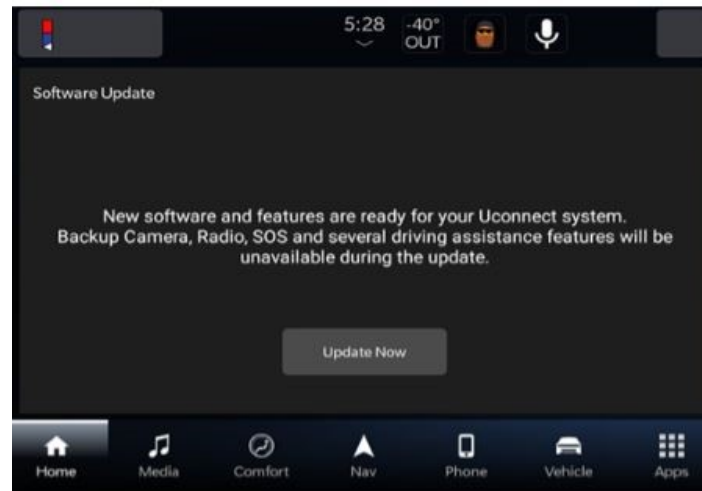 5:28
-40°
OUT
Software Update
New software and features are ready for your Uconnect system.
Backup Camera, Radio, SOS and several driving assistance features will be
unavailable during the update.
Update Now
Home Media Comfort Nav Phone Vehicle Apps